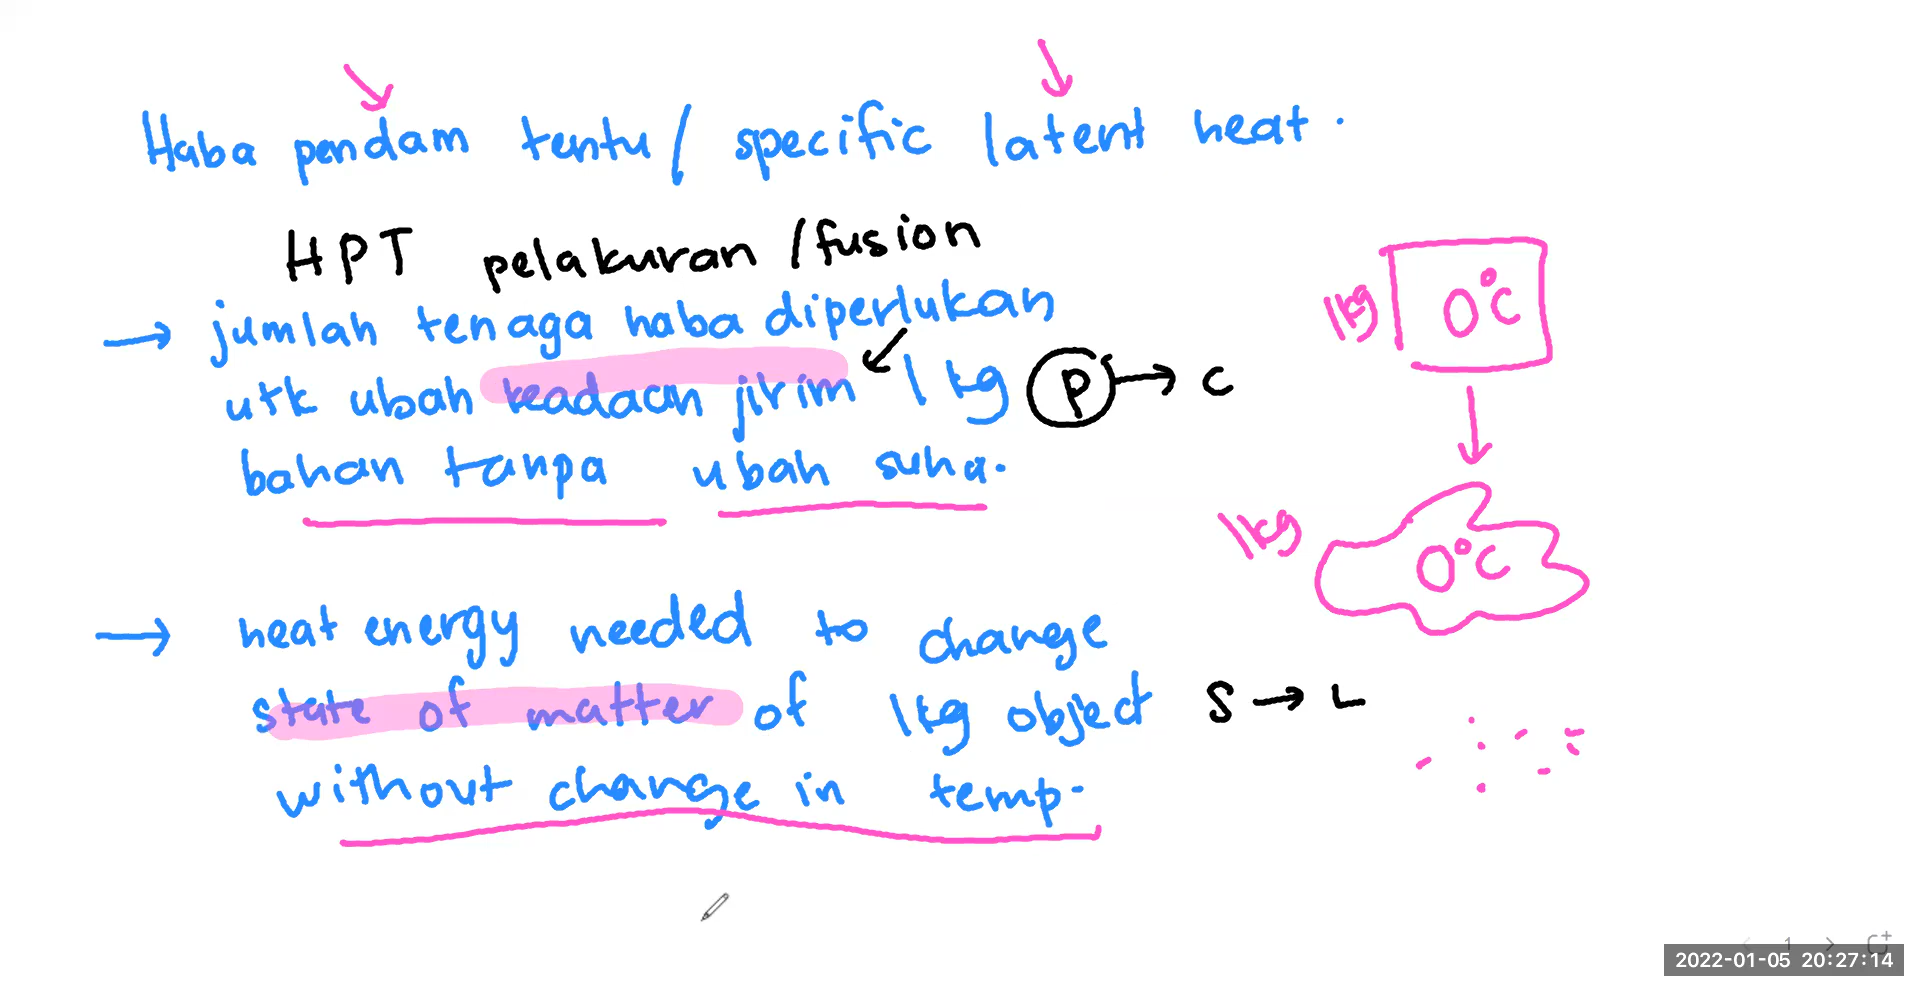 Haba pendam tentu / specific latent heat.
HPT pelakuran / fusion
→ jumlah tenaga haba diperlukan
utk ubah keadaan jirim 1 kg P → C
bahan tanpa ubah suhu.
1kg 0°C
1kg 0°C
→ heat energy needed to change
state of matter of 1kg object S → L
without change in temp.
1
2022-01-05 20:27:14